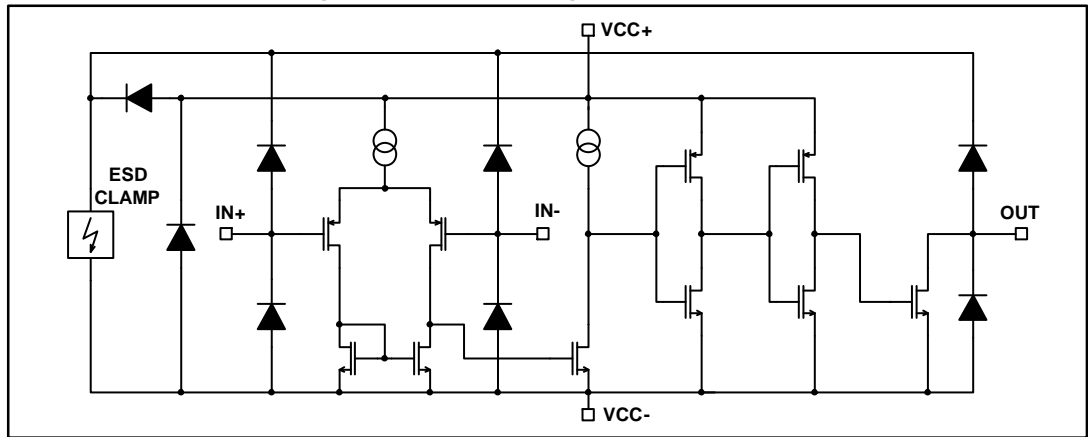 VCC+
ESD
CLAMP
IN+
IN-
OUT
VCC-